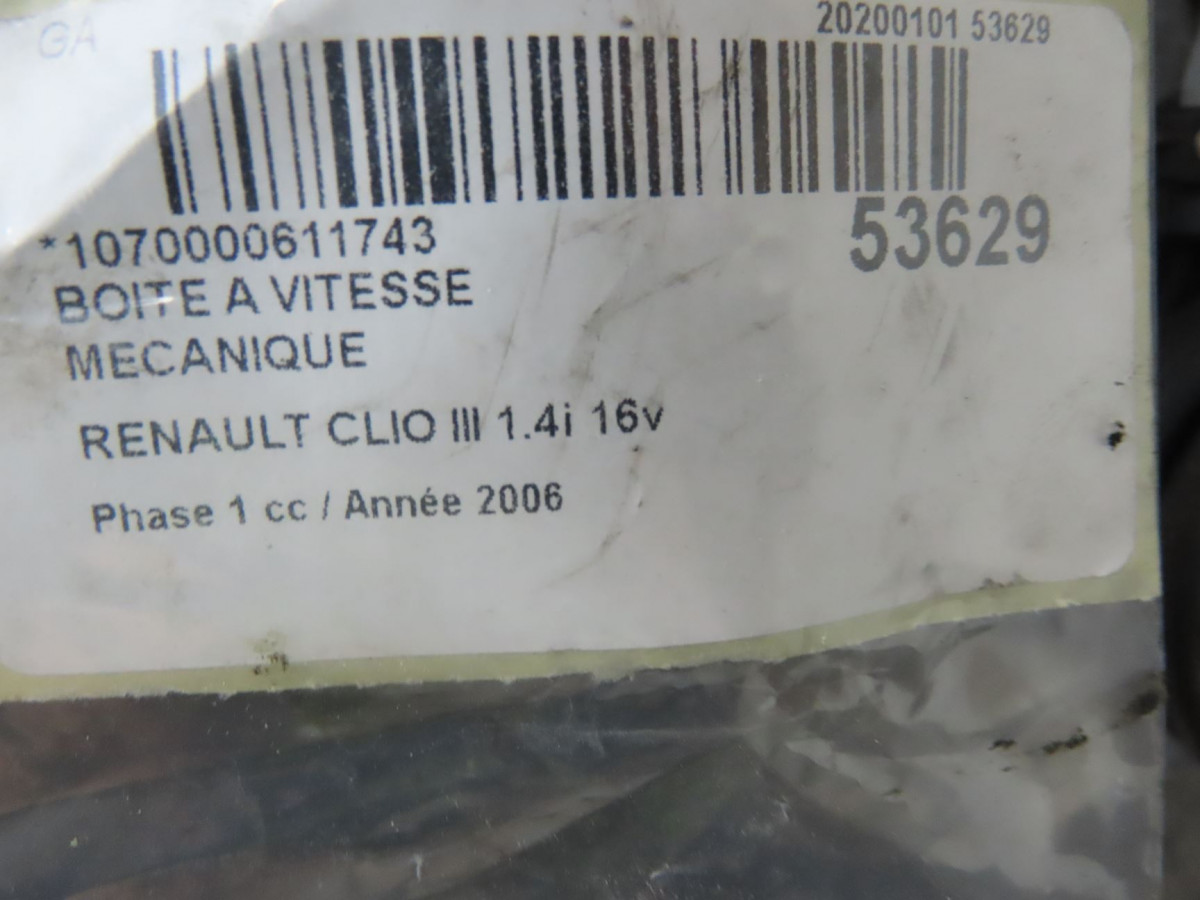 GA
20200101 53629
*1070000611743
53629
BOITE A VITESSE
MECANIQUE
RENAULT CLIO III 1.4i 16v
Phase 1 cc / Année 2006